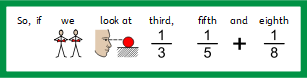 So, if we look at third, fifth and eighth
1/3 1/5 + 1/8